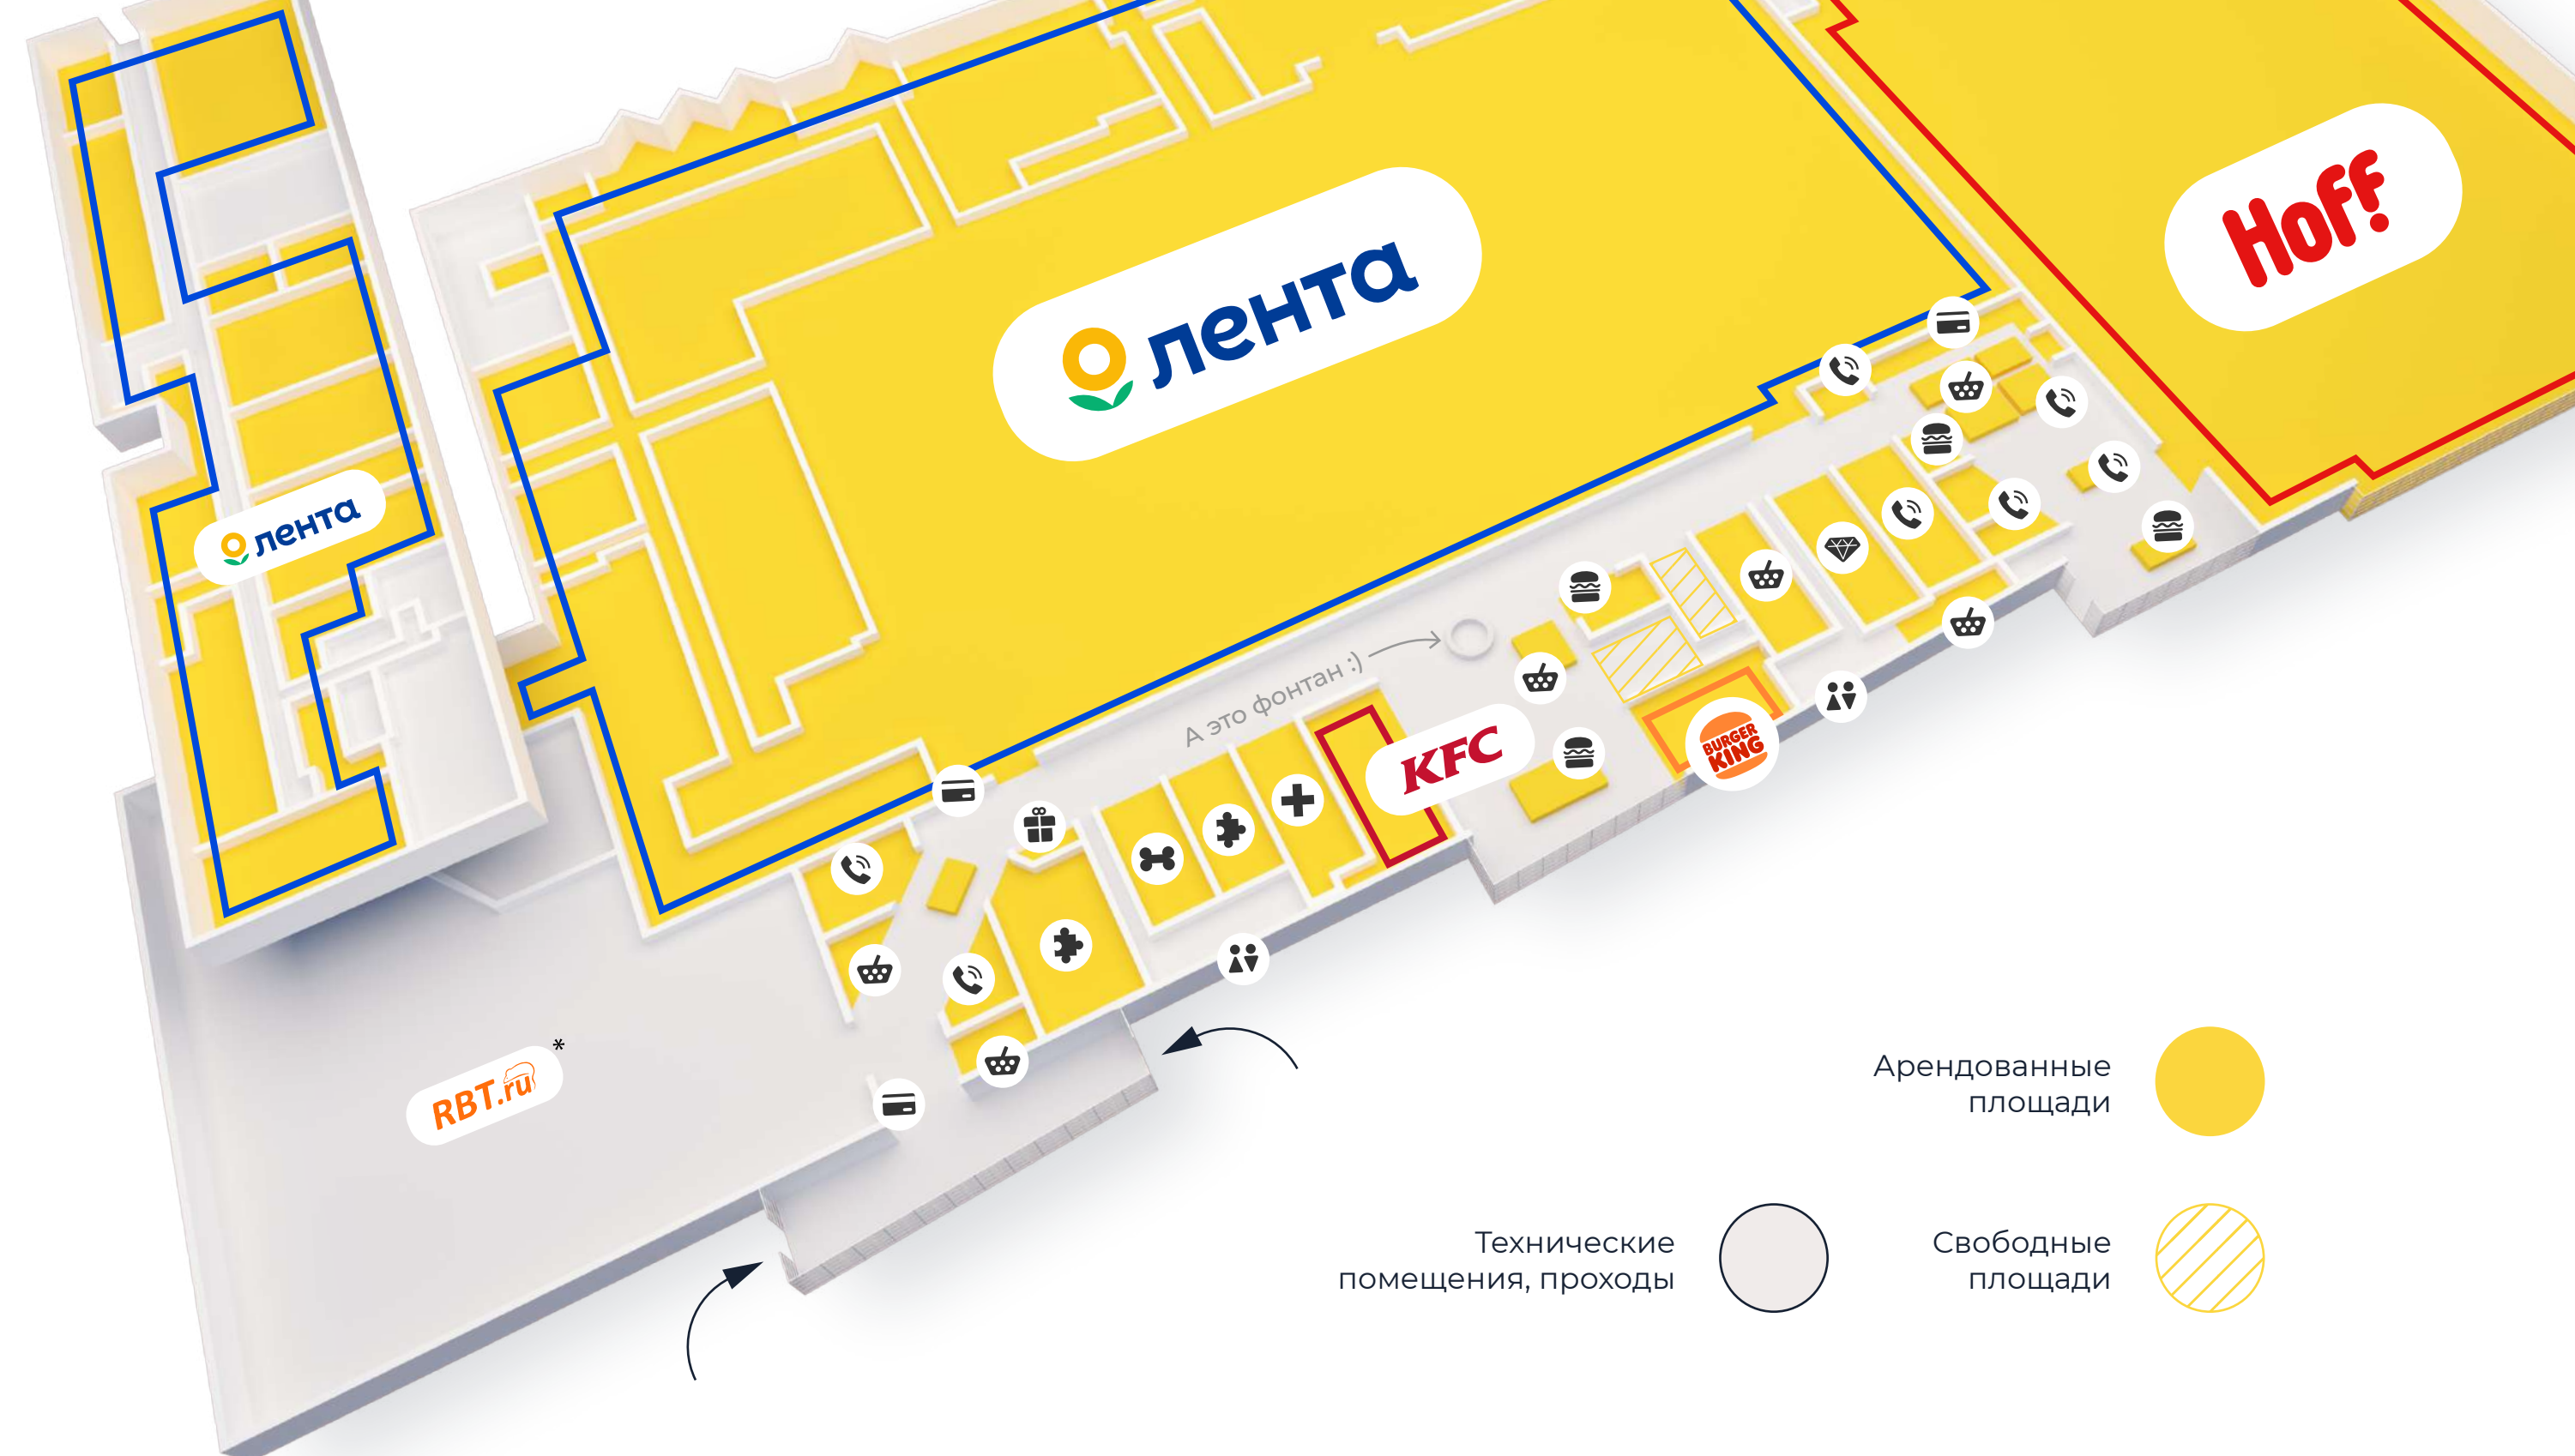 лента
Hoff
лента
А это фонтан :)
KFC
BURGER
KING
RBT.ru*
Арендованные
площади
Технические
помещения, проходы
Свободные
площади